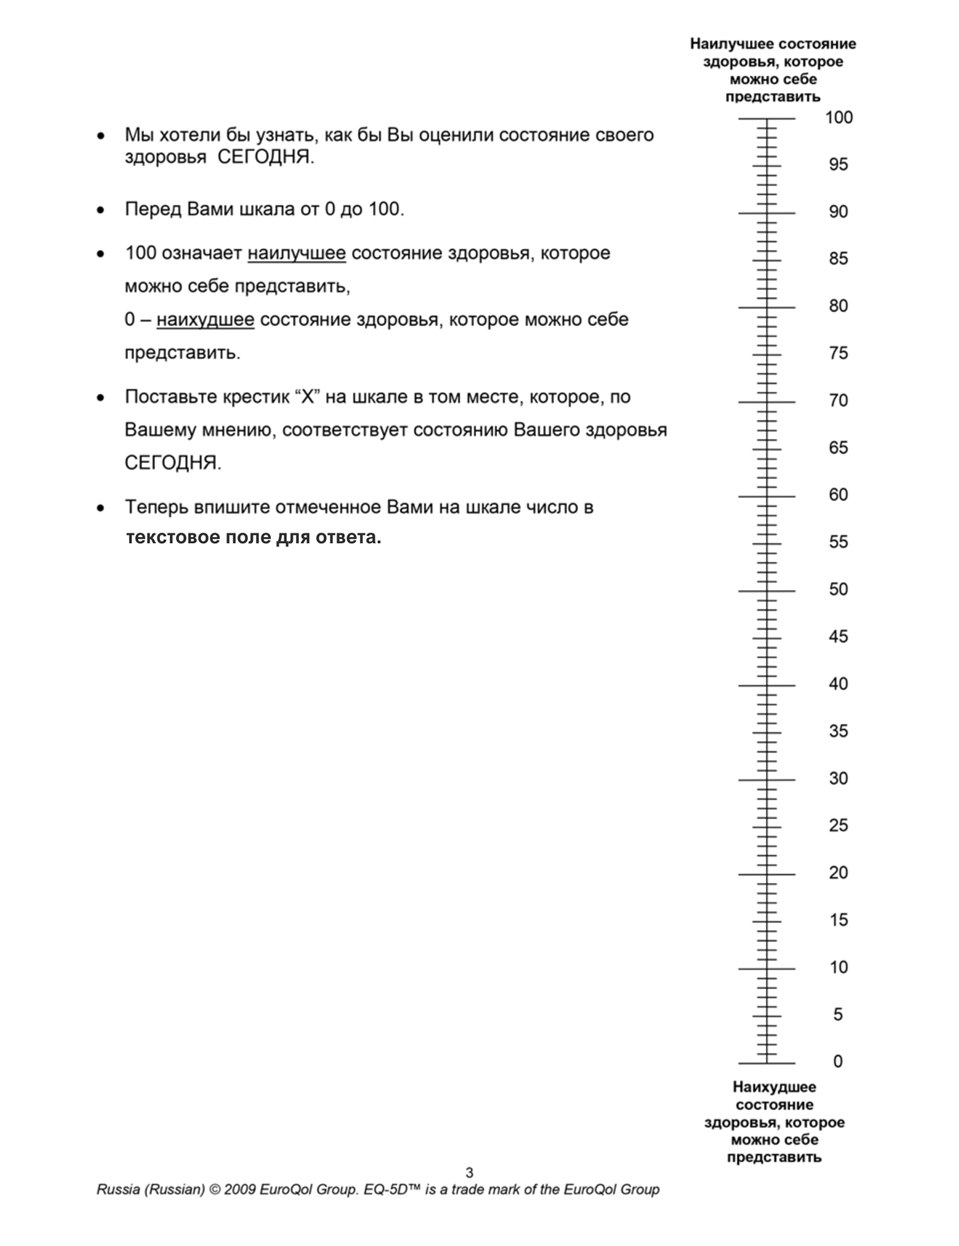 Наилучшее состояние
здоровья, которое
можно себе
представить
• Мы хотели бы узнать, как бы Вы оценили состояние своего
здоровья СЕГОДНЯ.
• Перед Вами шкала от 0 до 100.
• 100 означает наилучшее состояние здоровья, которое
можно себе представить,
0 – наихудшее состояние здоровья, которое можно себе
представить.
• Поставьте крестик “X” на шкале в том месте, которое, по
Вашему мнению, соответствует состоянию Вашего здоровья
СЕГОДНЯ.
• Теперь впишите отмеченное Вами на шкале число в
текстовое поле для ответа.
100
95
90
85
80
75
70
65
60
55
50
45
40
35
30
25
20
15
10
5
0
Наихудшее
состояние
здоровья, которое
можно себе
представить
3
Russia (Russian) © 2009 EuroQol Group. EQ-5D™ is a trade mark of the EuroQol Group